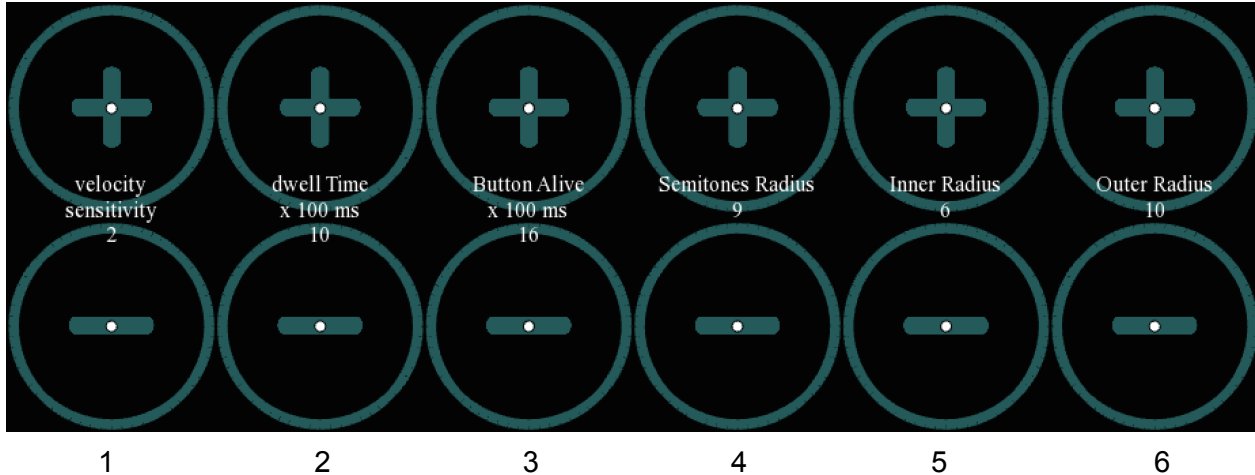 velocity
sensitivity
2
dwell Time
x 100 ms
10
Button Alive
x 100 ms
16
Semitones Radius
9
Inner Radius
6
Outer Radius
10
1 2 3 4 5 6